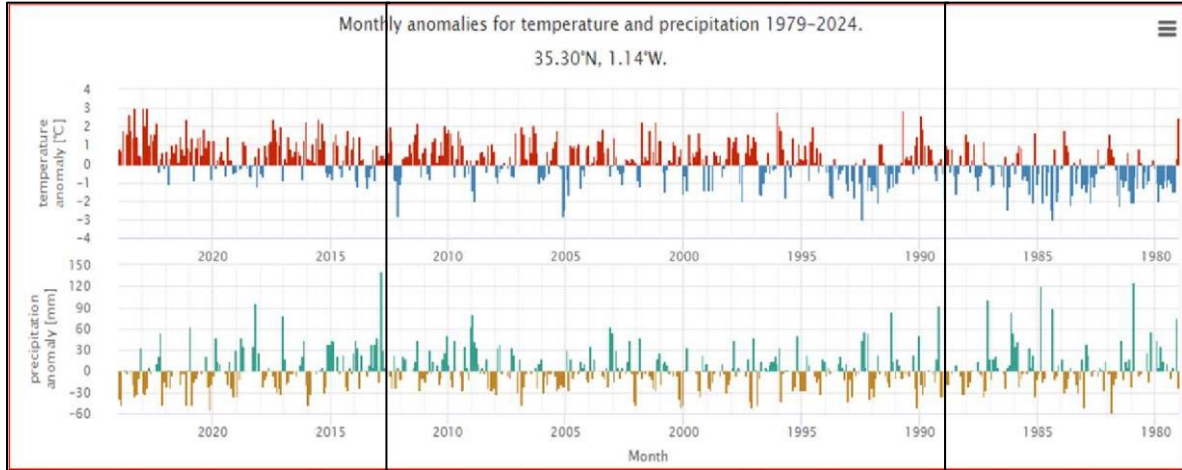 Monthly anomalies for temperature and precipitation 1979-2024.
35.30°N, 1.14°W.
temperature
anomaly [°C]
4
3
2
1
0
-1
-2
-3
-4
2020 2015 2010 2005 2000 1995 1990 1985 1980
precipitation
anomaly [mm]
150
120
90
60
30
0
-30
-60
2020 2015 2010 2005 2000 1995 1990 1985 1980
Month